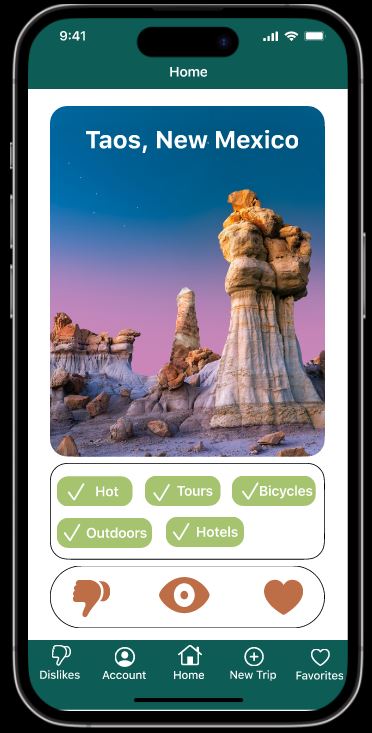 9:41
Home
Taos, New Mexico
Hot Tours Bicycles
Outdoors Hotels
Dislikes Account Home New Trip Favorites